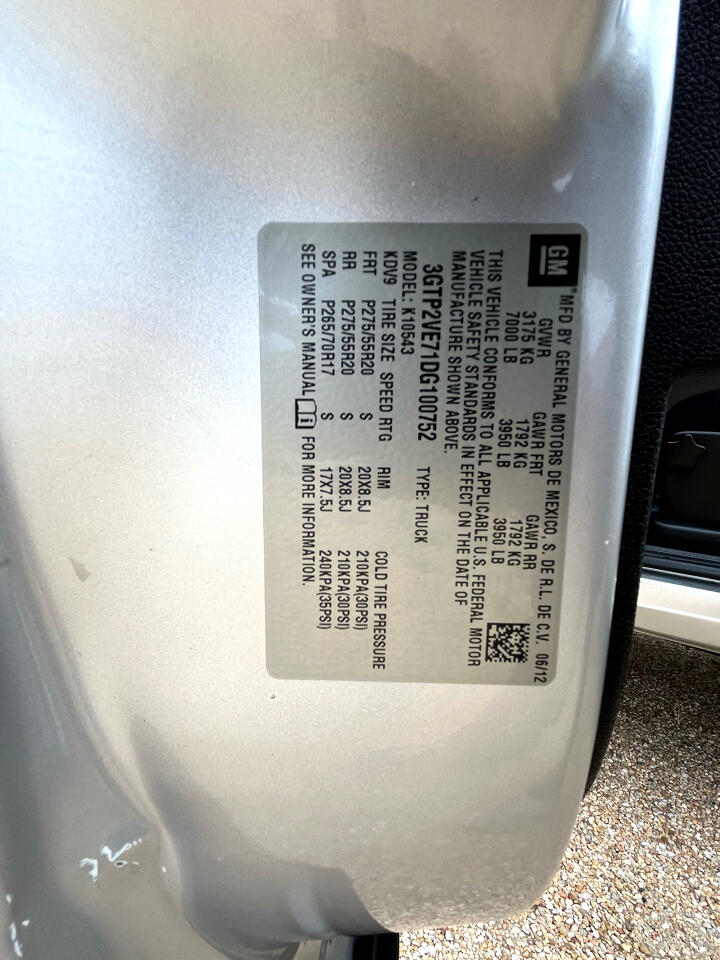 GM
*MFD BY GENERAL MOTORS DE MEXICO, S. DE R.L. DE C.V. 06/12
GVWR GAWR FRT GAWR RR
3175 KG 1792 KG 1792 KG
7000 LB 3950 LB 3950 LB
THIS VEHICLE CONFORMS TO ALL APPLICABLE U.S. FEDERAL MOTOR
VEHICLE SAFETY STANDARDS IN EFFECT ON THE DATE OF
MANUFACTURE SHOWN ABOVE.
3GTP2VE71DG100752 TYPE: TRUCK
MODEL: K10543
KDV9 TIRE SIZE SPEED RTG RIM COLD TIRE PRESSURE
FRT P275/55R20 S 20X8.5J 210KPA(30PSI)
RR P275/55R20 S 20X8.5J 210KPA(30PSI)
SPA P265/70R17 S 17X7.5J 240KPA(35PSI)
SEE OWNER'S MANUAL i FOR MORE INFORMATION.